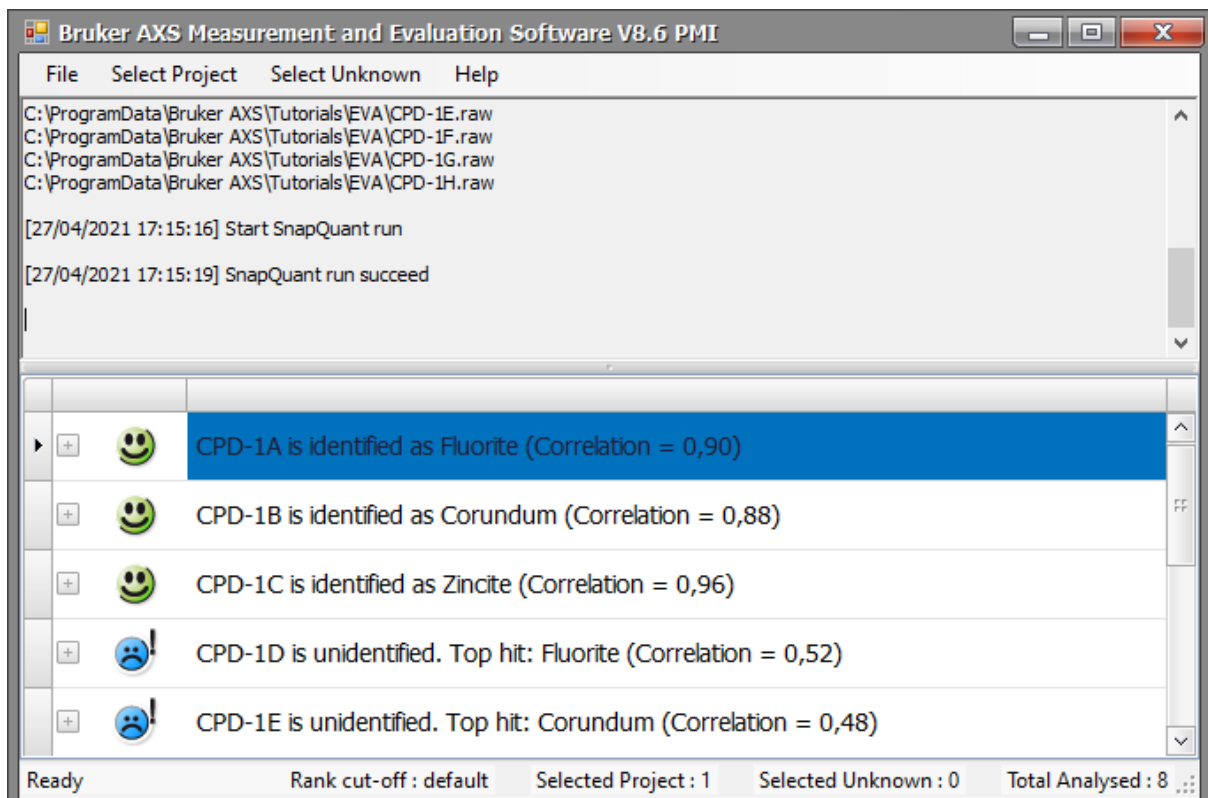 Bruker AXS Measurement and Evaluation Software V8.6 PMI
File Select Project Select Unknown Help
C:\ProgramData\Bruker AXS\Tutorials\EVA\CPD-1E.raw
C:\ProgramData\Bruker AXS\Tutorials\EVA\CPD-1F.raw
C:\ProgramData\Bruker AXS\Tutorials\EVA\CPD-1G.raw
C:\ProgramData\Bruker AXS\Tutorials\EVA\CPD-1H.raw
[27/04/2021 17:15:16] Start SnapQuant run
[27/04/2021 17:15:19] SnapQuant run succeed
CPD-1A is identified as Fluorite (Correlation = 0,90)
CPD-1B is identified as Corundum (Correlation = 0,88)
CPD-1C is identified as Zincite (Correlation = 0,96)
CPD-1D is unidentified. Top hit: Fluorite (Correlation = 0,52)
CPD-1E is unidentified. Top hit: Corundum (Correlation = 0,48)
Ready Rank cut-off : default Selected Project : 1 Selected Unknown : 0 Total Analysed : 8